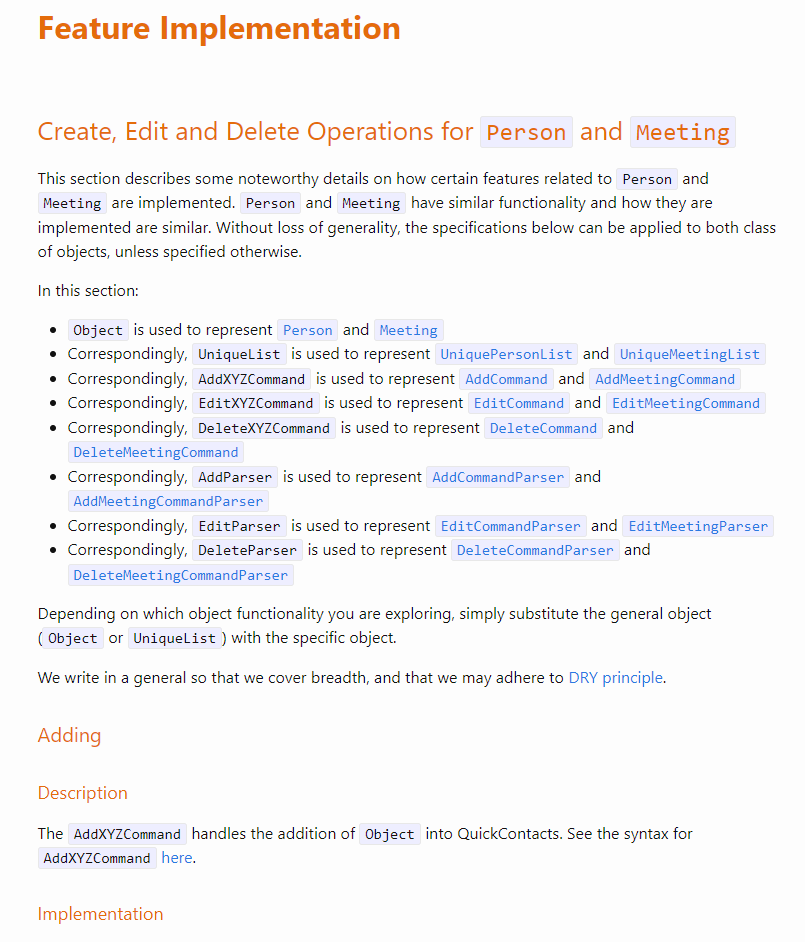 Feature Implementation
Create, Edit and Delete Operations for Person and Meeting
This section describes some noteworthy details on how certain features related to Person and
Meeting are implemented. Person and Meeting have similar functionality and how they are
implemented are similar. Without loss of generality, the specifications below can be applied to both class
of objects, unless specified otherwise.
In this section:
• Object is used to represent Person and Meeting
• Correspondingly, UniqueList is used to represent UniquePersonList and UniqueMeetingList
• Correspondingly, AddXYZCommand is used to represent AddCommand and AddMeetingCommand
• Correspondingly, EditXYZCommand is used to represent EditCommand and EditMeetingCommand
• Correspondingly, DeleteXYZCommand is used to represent DeleteCommand and
DeleteMeetingCommand
• Correspondingly, AddParser is used to represent AddCommandParser and
AddMeetingCommandParser
• Correspondingly, EditParser is used to represent EditCommandParser and EditMeetingParser
• Correspondingly, DeleteParser is used to represent DeleteCommandParser and
DeleteMeetingCommandParser
Depending on which object functionality you are exploring, simply substitute the general object
(Object or UniqueList) with the specific object.
We write in a general so that we cover breadth, and that we may adhere to DRY principle.
Adding
Description
The AddXYZCommand handles the addition of Object into QuickContacts. See the syntax for
AddXYZCommand here.
Implementation